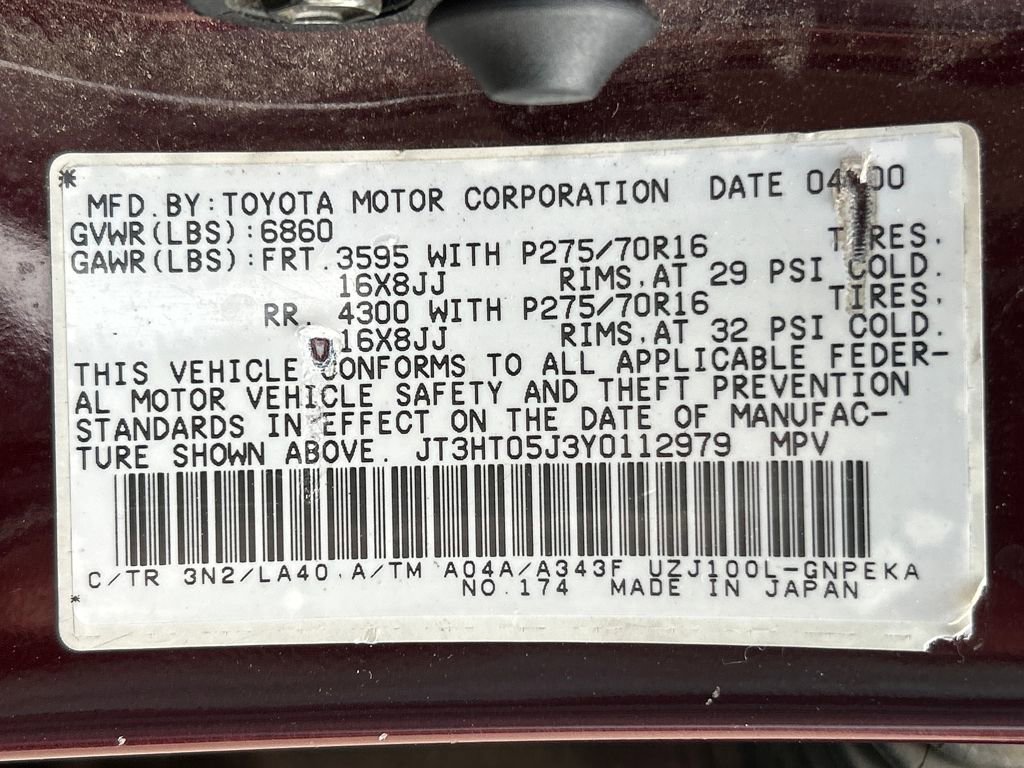 MFD. BY: TOYOTA MOTOR CORPORATION DATE 04/00
GVWR(LBS):6860
GAWR(LBS):FRT. 3595 WITH P275/70R16 TIRES.
16X8JJ RIMS, AT 29 PSI COLD.
RR. 4300 WITH P275/70R16 TIRES.
16X8JJ RIMS, AT 32 PSI COLD.
THIS VEHICLE CONFORMS TO ALL APPLICABLE FEDER-
AL MOTOR VEHICLE SAFETY AND THEFT PREVENTION
STANDARDS IN EFFECT ON THE DATE OF MANUFAC-
TURE SHOWN ABOVE. JT3HT05J3Y0112979 MPV
C/TR 3N2/LA40 A/TM A04A/A343F UZJ100L-GNPEKA
NO.174 MADE IN JAPAN